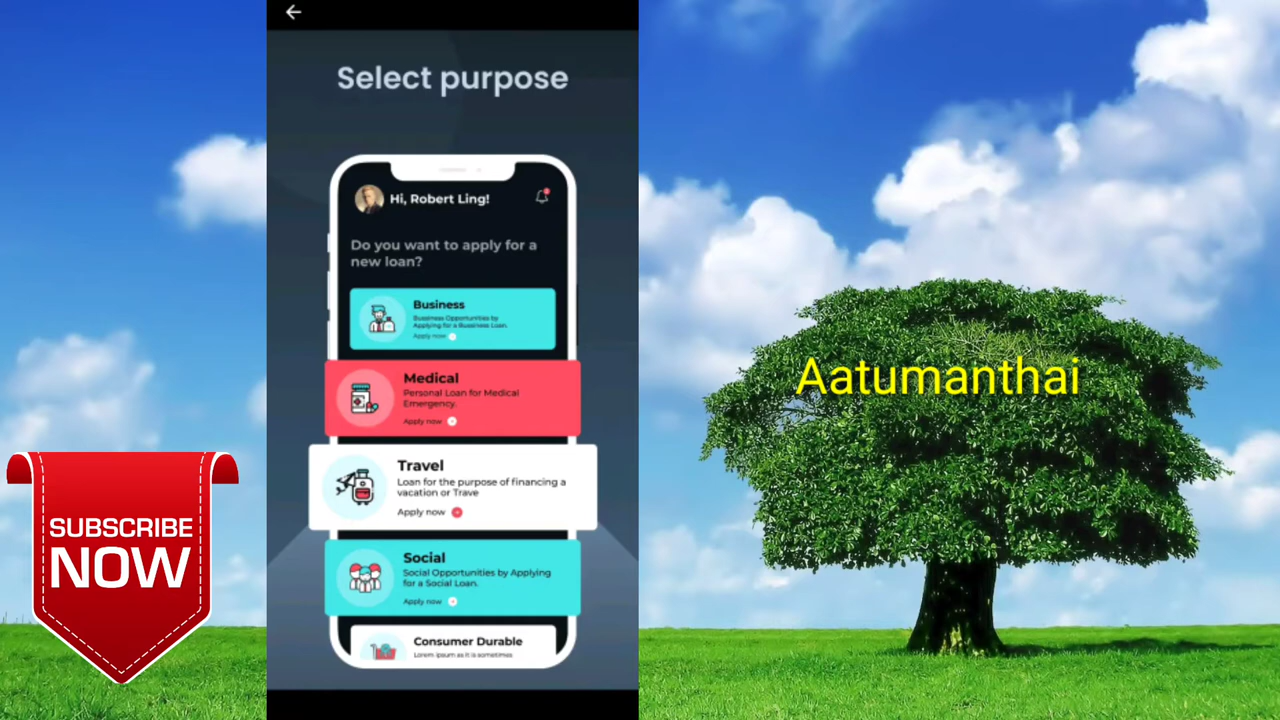 Select purpose
Hi, Robert Ling!
Do you want to apply for a
new loan?
Business
Bussiness Opportunities by
Applying for a Bussiness Loan.
Apply now
Medical
Personal Loan for Medical
Emergency.
Apply now
Travel
Loan for the purpose of financing a
vacation or Trave
Apply now
Social
Social Opportunities by Applying
for a Social Loan.
Apply now
Consumer Durable
Lorem Ipsum as it is sometimes
SUBSCRIBE
NOW
Aatumanthai